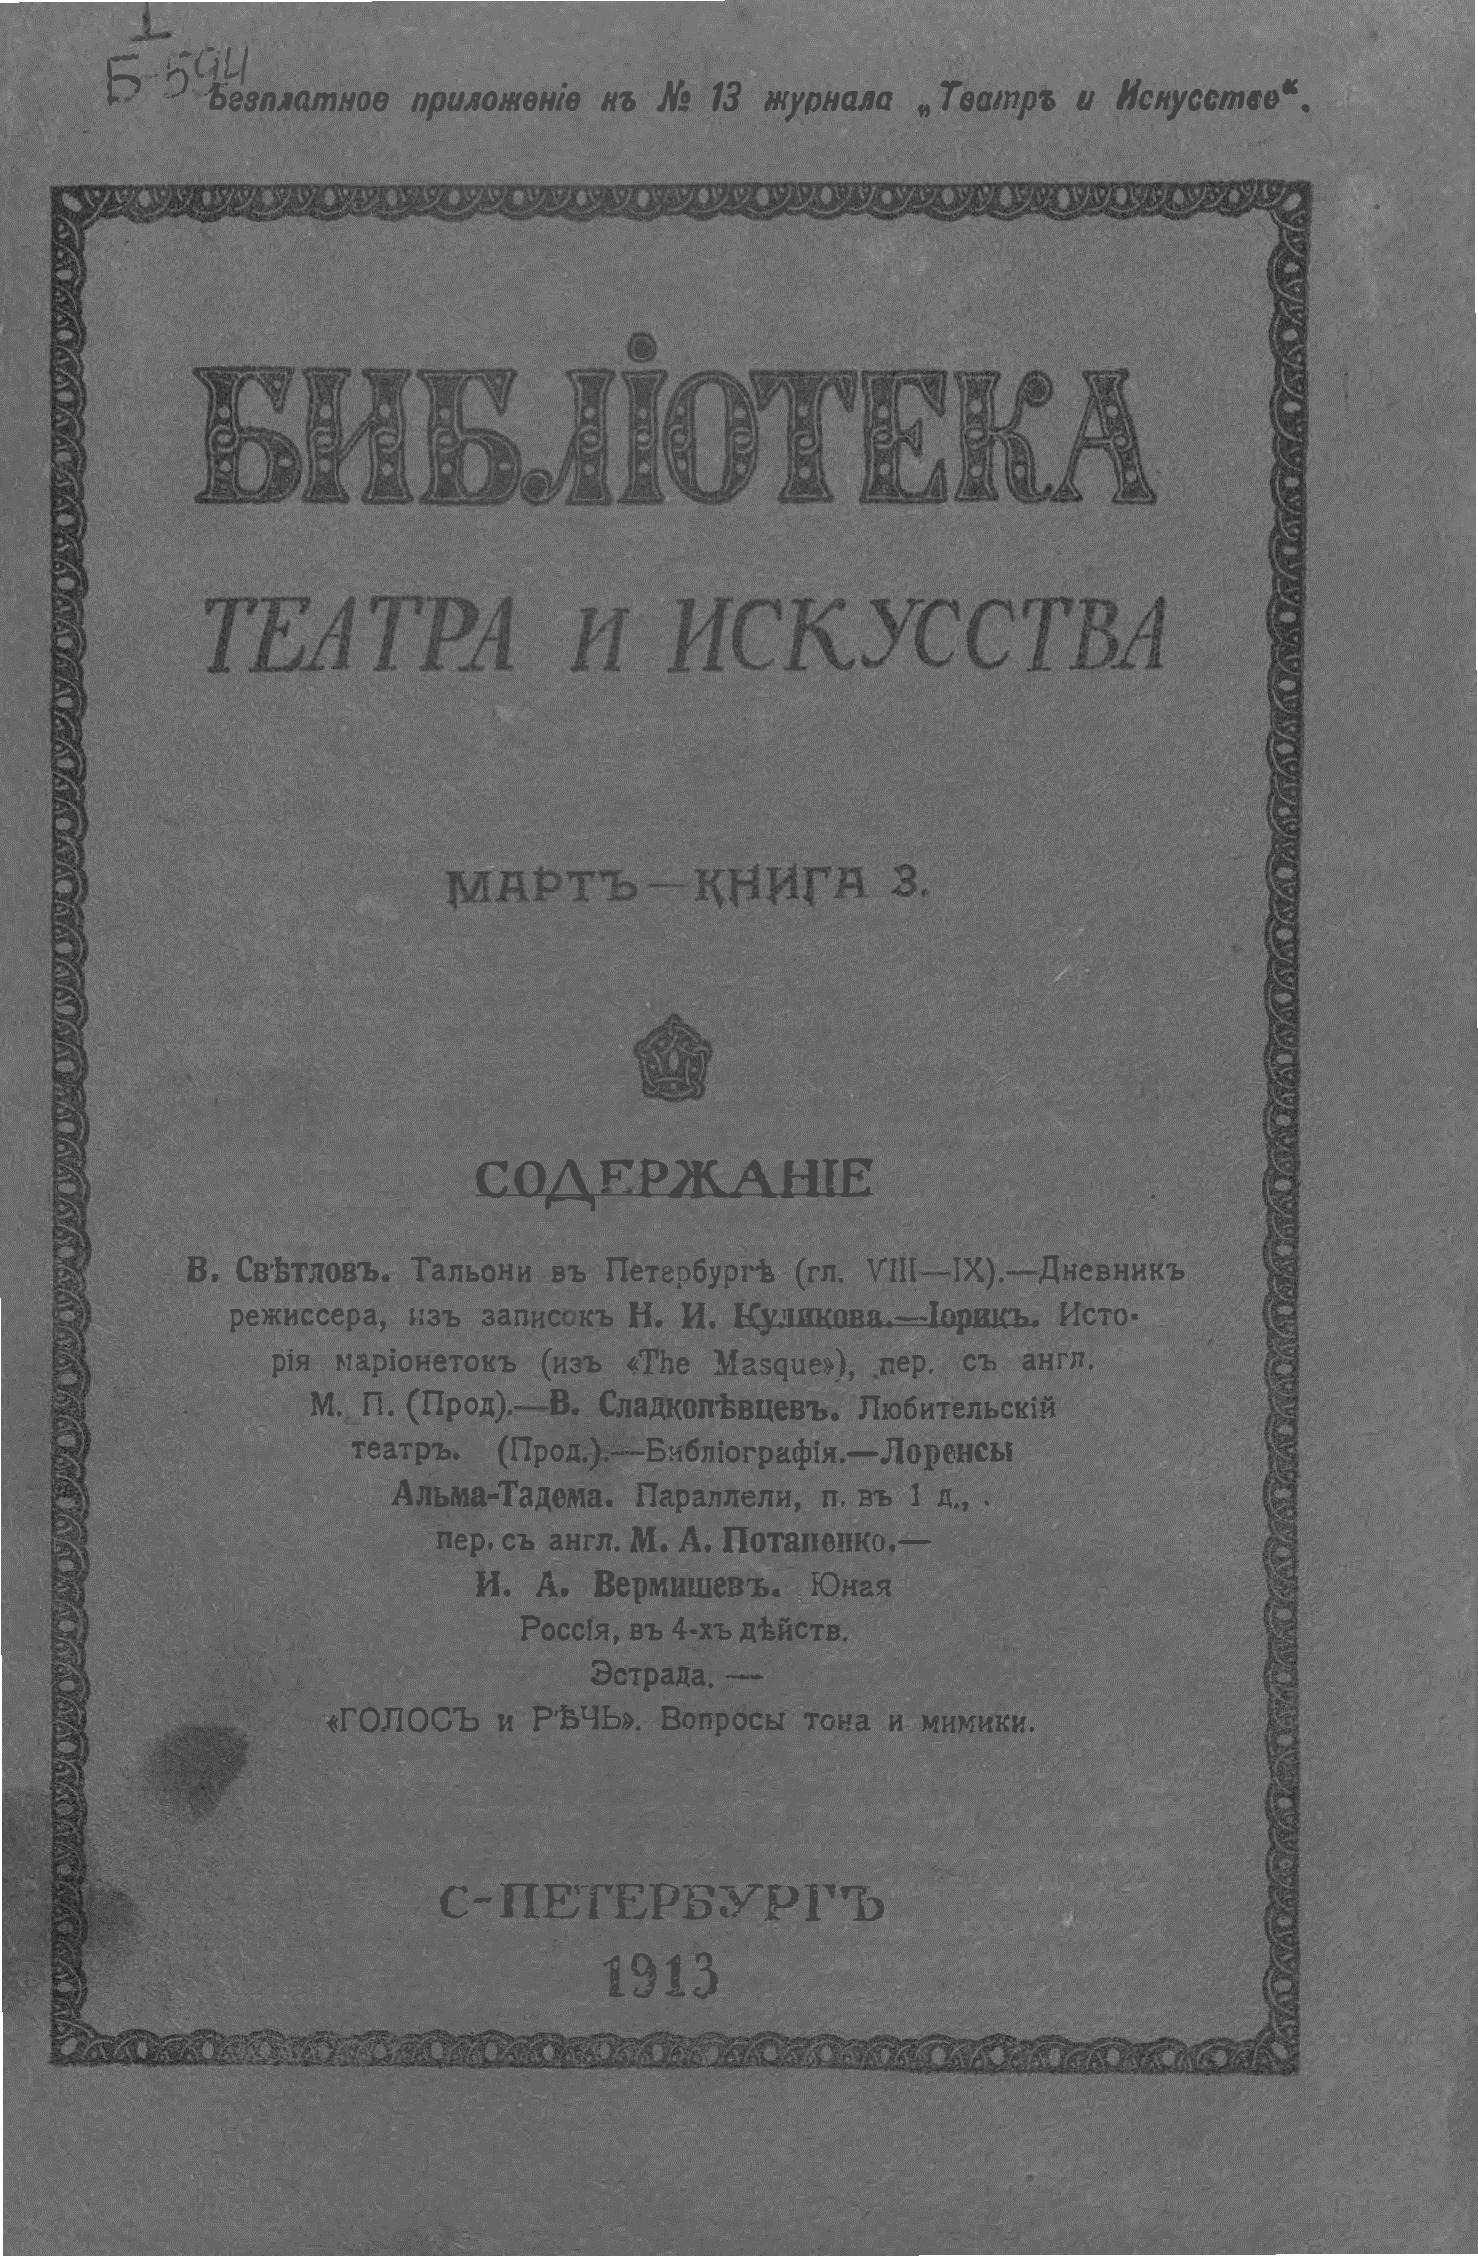 I
Б-594
Безплатное приложеніе къ № 13 журнала „Театръ и Искусство“.
БИБЛІОТЕКА
ТЕАТРА И ИСКУССТВА
МАРТЪ — КНИГА 3.
СОДЕРЖАНІЕ
В. Свѣтловъ. Тальони въ Петербургѣ (гл. VIII—IX).—Дневникъ
режиссера, изъ записокъ Н. И. Куликова.—Іорикъ. Исто-
рія маріонетокъ (изъ «The Masque»), пер. съ англ.
М. П. (Прод).—В. Сладкопѣвцевъ. Любительскій
театръ. (Прод.).—Библіографія.—Лоренсы
Альма-Тадема. Параллели, п. въ 1 д.,
пер. съ англ. М. А. Потапенко.—
И. А. Вермишевъ. Юная
Россія, въ 4-хъ дѣйств.
Эстрада. —
«ГОЛОСЪ и РѢЧЬ». Вопросы тона и мимики.
С-ПЕТЕРБУРГЪ
1913